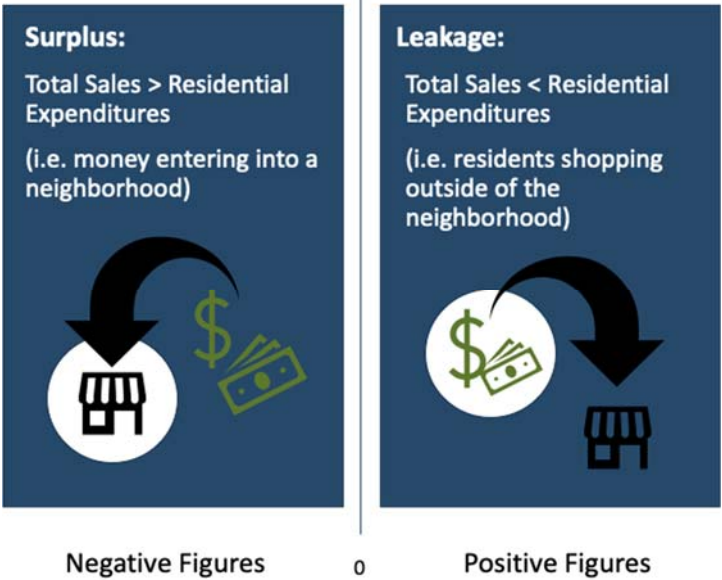 Surplus:
Total Sales > Residential
Expenditures
(i.e. money entering into a
neighborhood)
$
Leakage:
Total Sales < Residential
Expenditures
(i.e. residents shopping
outside of the
neighborhood)
$
Negative Figures
0
Positive Figures